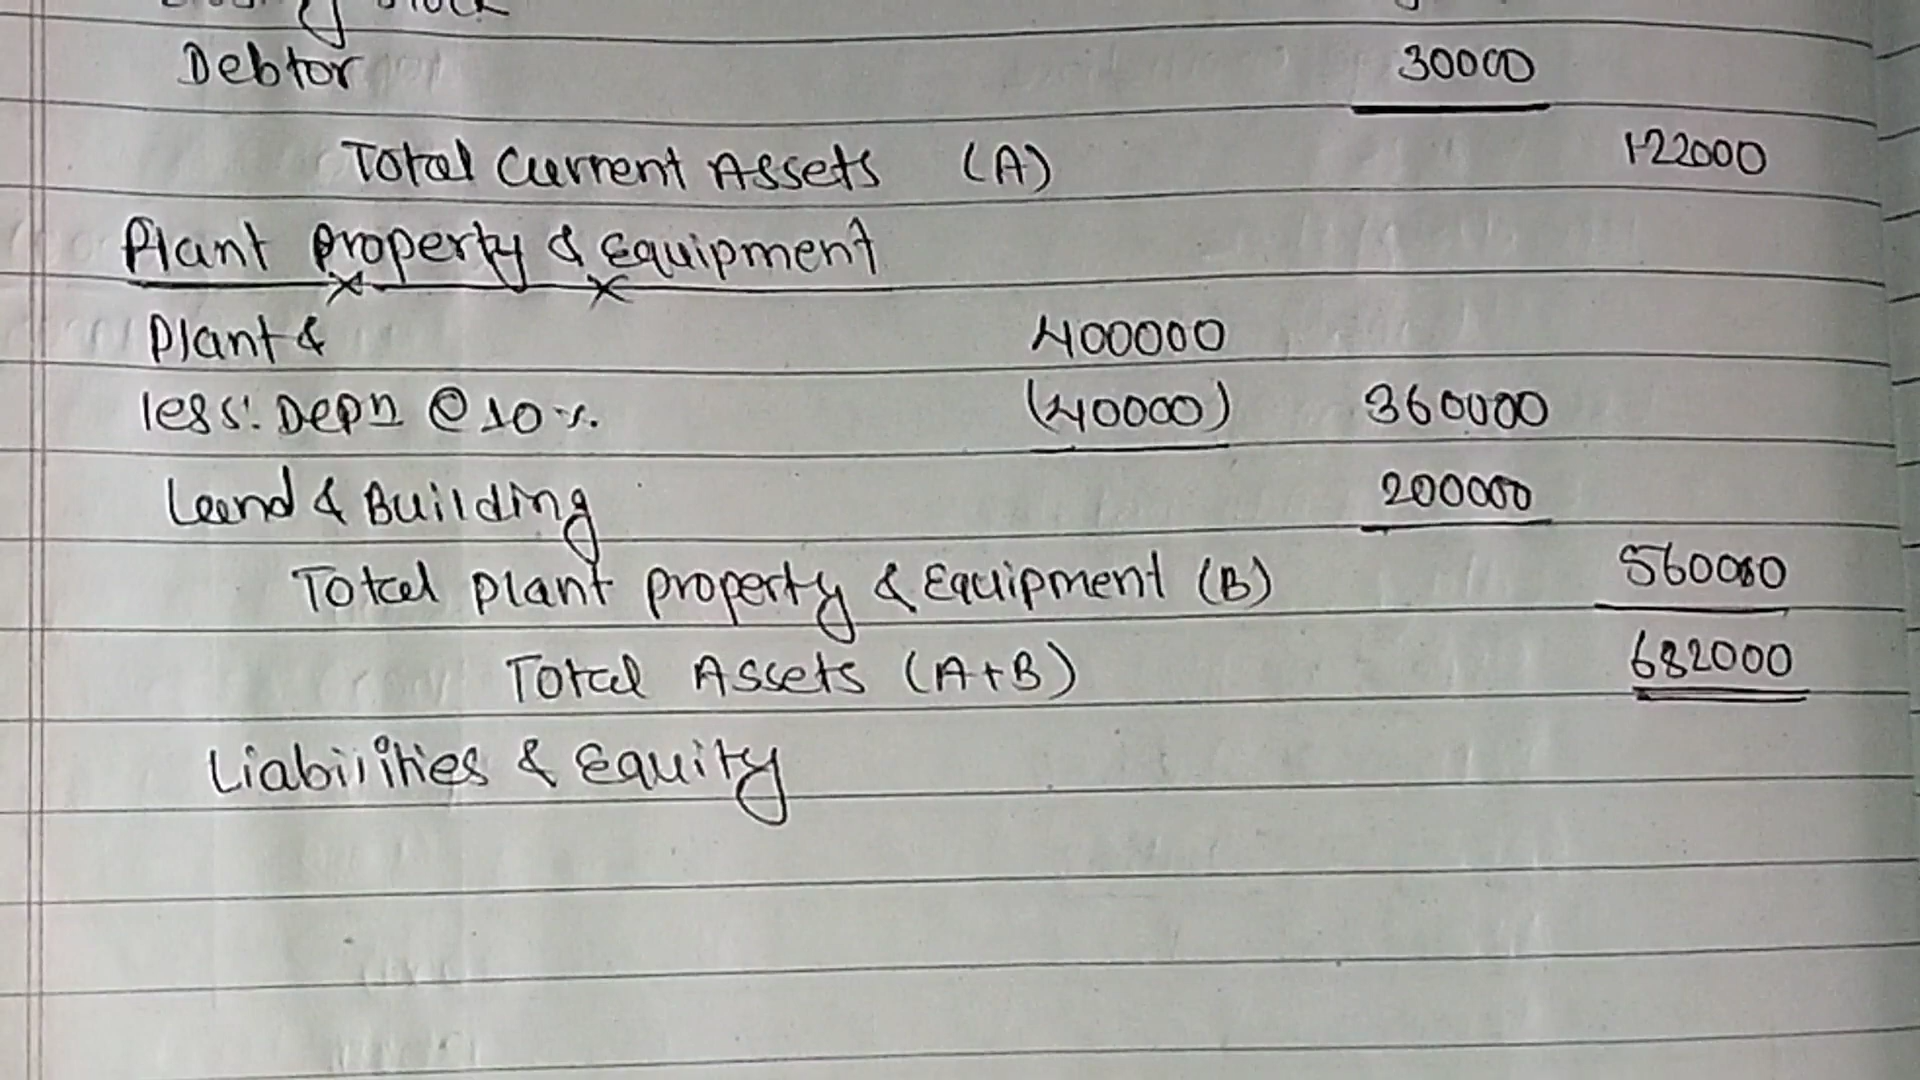 Debtor 30000
Total Current Assets (A) 122000
Plant Property & Equipment
Plant & 400000
less: Depn @ 10 %. (40000) 360000
Land & Building 200000
Total plant property & Equipment (B) 560000
Total Assets (A+B) 682000
Liabilities & Equity